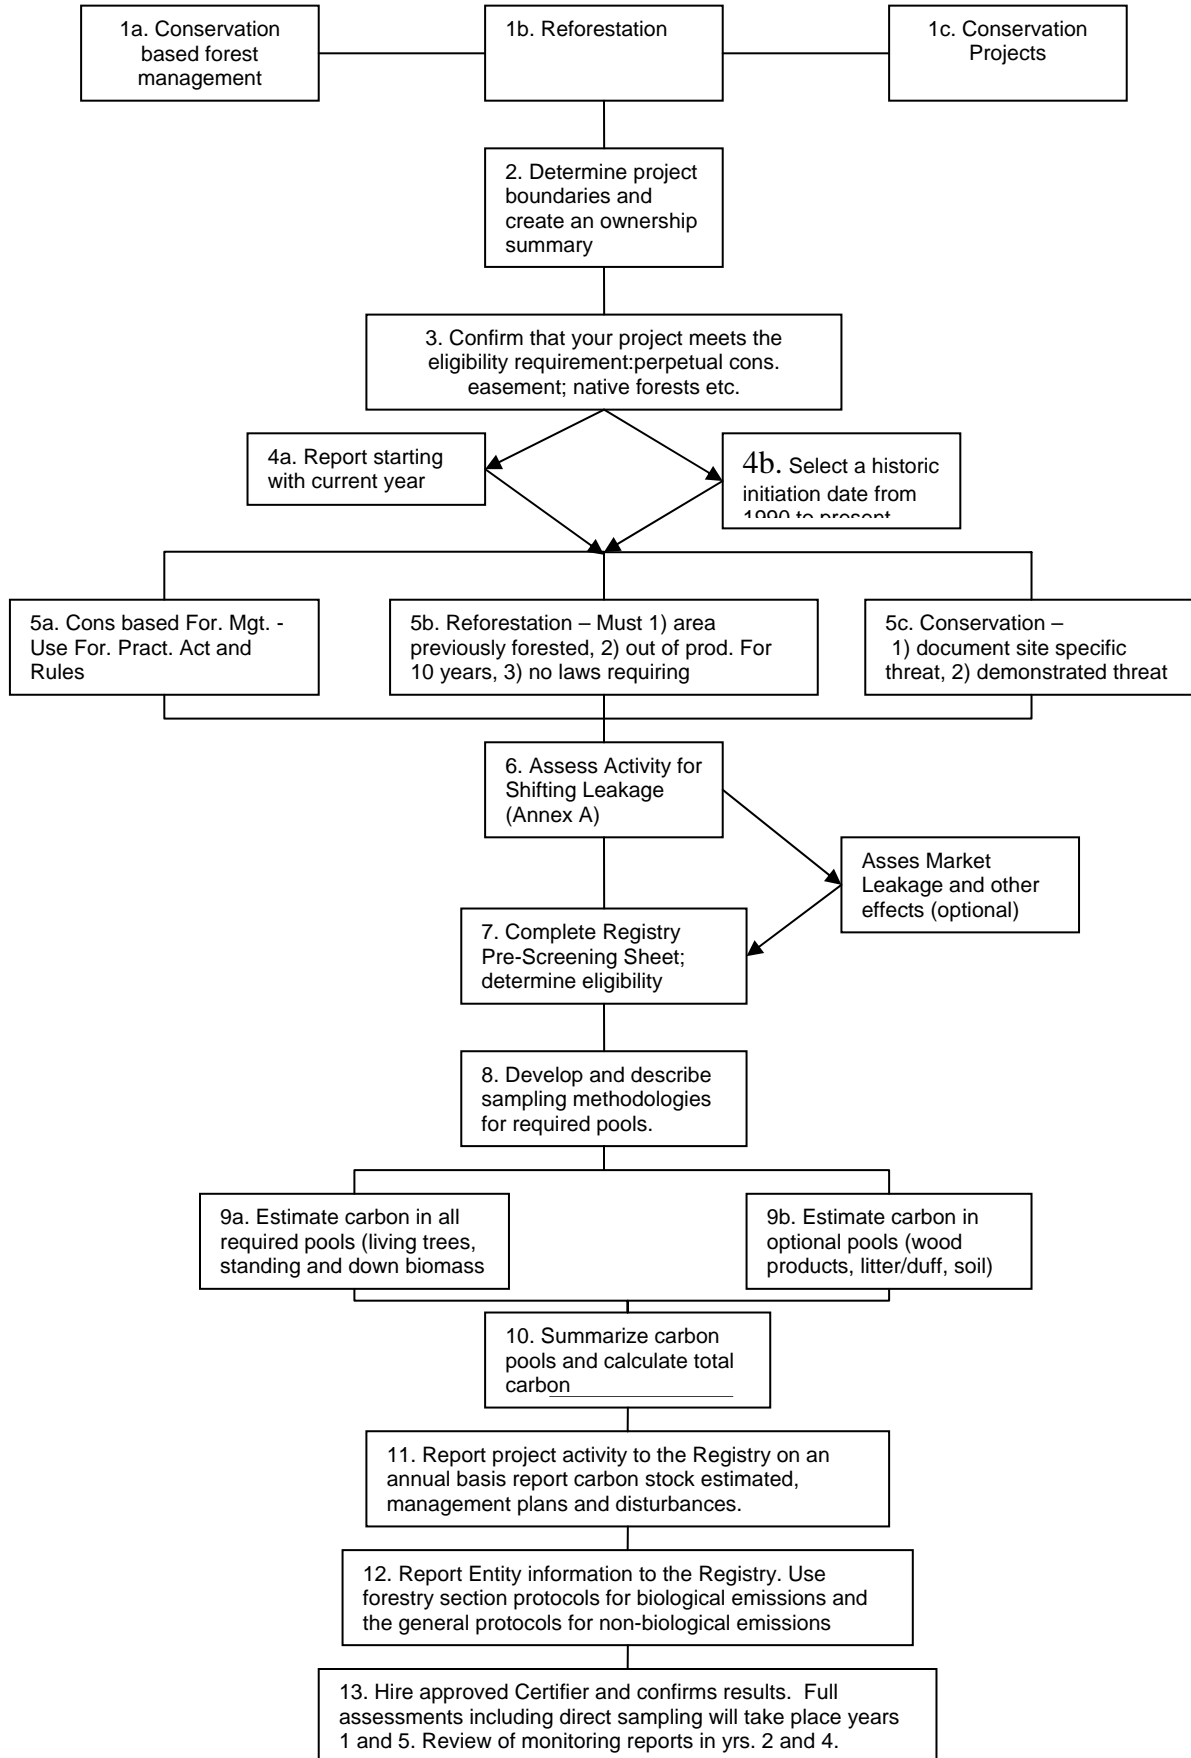 1a. Conservation
based forest
management
1b. Reforestation
1c. Conservation
Projects
2. Determine project
boundaries and
create an ownership
summary
3. Confirm that your project meets the
eligibility requirement:perpetual cons.
easement; native forests etc.
4a. Report starting
with current year
4b. Select a historic
initiation date from
1990 to present
5a. Cons based For. Mgt. -
Use For. Pract. Act and
Rules
5b. Reforestation – Must 1) area
previously forested, 2) out of prod. For
10 years, 3) no laws requiring
5c. Conservation –
1) document site specific
threat, 2) demonstrated threat
6. Assess Activity for
Shifting Leakage
(Annex A)
Asses Market
Leakage and other
effects (optional)
7. Complete Registry
Pre-Screening Sheet;
determine eligibility
8. Develop and describe
sampling methodologies
for required pools.
9a. Estimate carbon in all
required pools (living trees,
standing and down biomass
9b. Estimate carbon in
optional pools (wood
products, litter/duff, soil)
10. Summarize carbon
pools and calculate total
carbon
11. Report project activity to the Registry on an
annual basis report carbon stock estimated,
management plans and disturbances.
12. Report Entity information to the Registry. Use
forestry section protocols for biological emissions and
the general protocols for non-biological emissions
13. Hire approved Certifier and confirms results.  Full
assessments including direct sampling will take place years
1 and 5. Review of monitoring reports in yrs. 2 and 4.